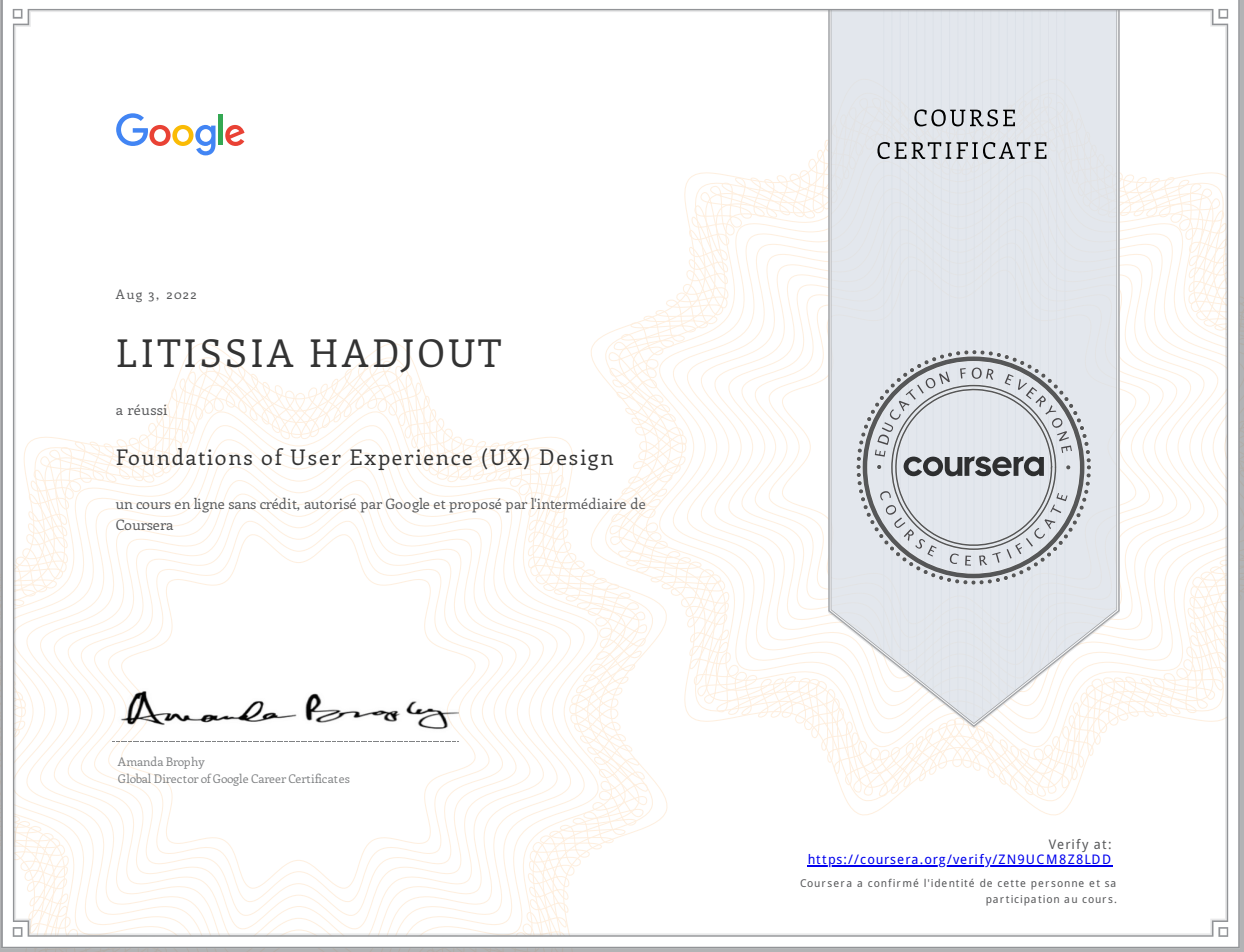 Google
COURSE
CERTIFICATE
Aug 3, 2022
LITISSIA HADJOUT
a réussi
Foundations of User Experience (UX) Design
un cours en ligne sans crédit, autorisé par Google et proposé par l'intermédiaire de
Coursera
EDUCATION FOR EVERYONE
coursera
COURSE CERTIFICATE
Amanda Brophy
Amanda Brophy
Global Director of Google Career Certificates
Verify at:
https://coursera.org/verify/ZN9UCM8Z8LDD
Coursera a confirmé l'identité de cette personne et sa
participation au cours.